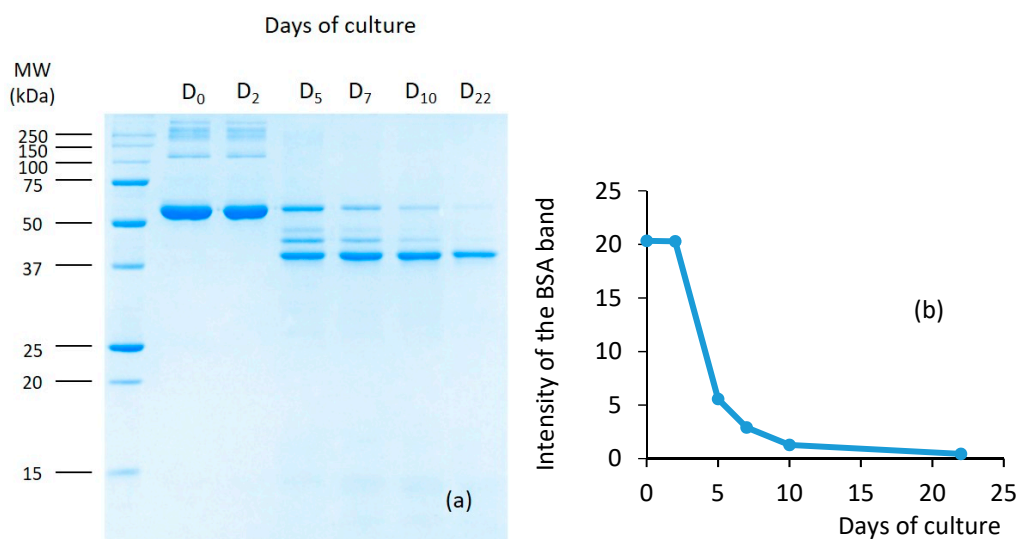 Days of culture
MW
(kDa)
D₀ D₂ D₅ D₇ D₁₀ D₂₂
250
150
100
75
50
37
25
20
15
(a)
Intensity of the BSA band
25
20
15
10
5
0
(b)
0 5 10 15 20 25
Days of culture